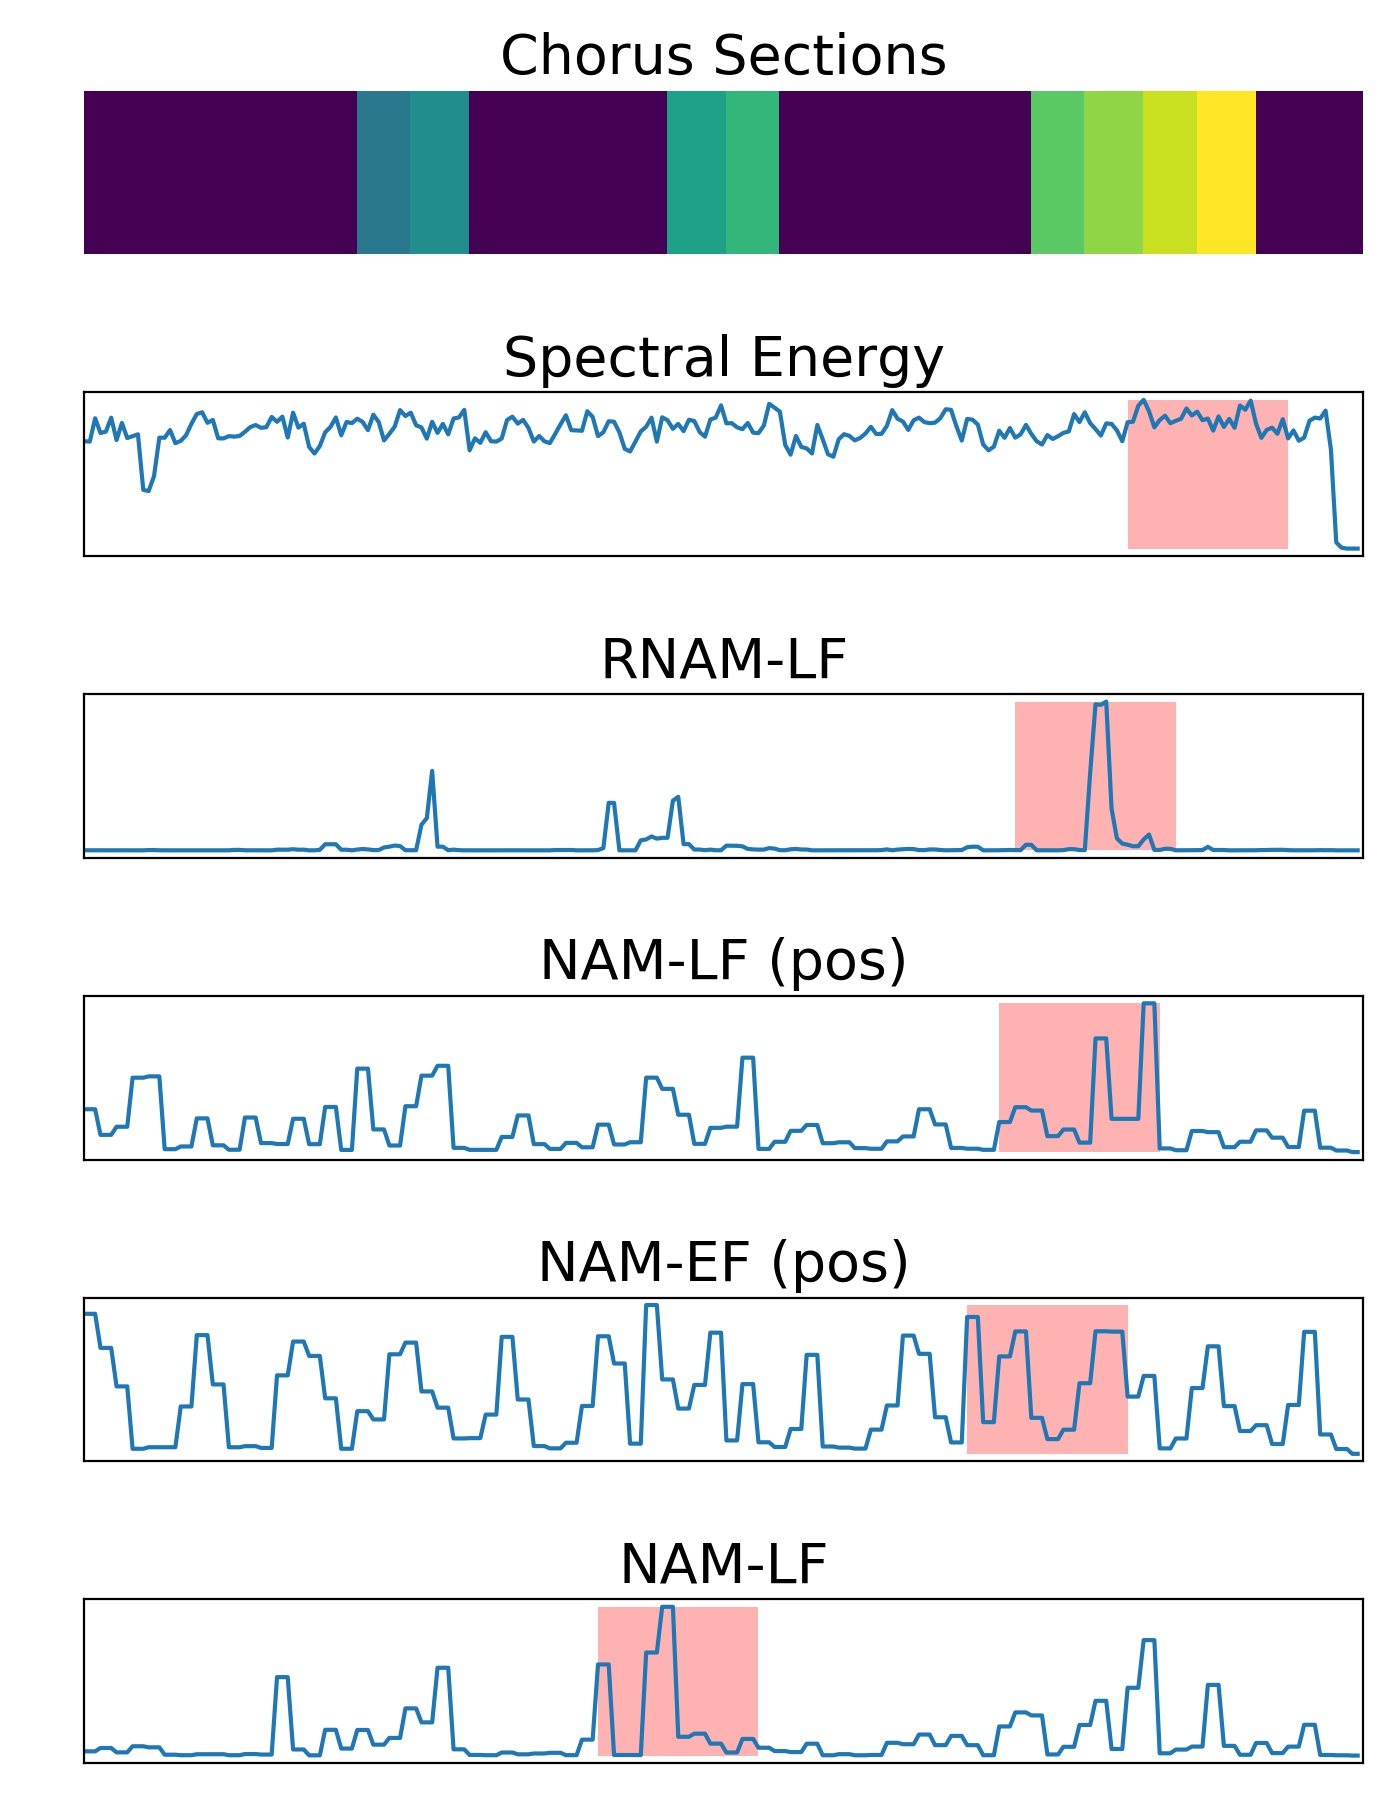 Chorus Sections
Spectral Energy
RNAM-LF
NAM-LF (pos)
NAM-EF (pos)
NAM-LF